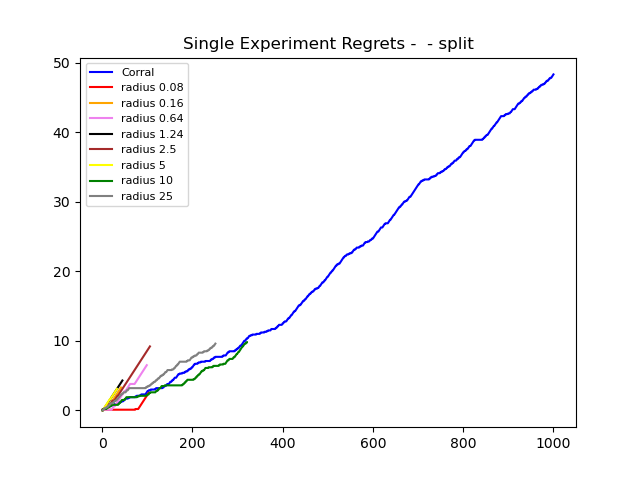 Single Experiment Regrets -  - split
50
40
30
20
10
0
Corral
radius 0.08
radius 0.16
radius 0.64
radius 1.24
radius 2.5
radius 5
radius 10
radius 25
0 200 400 600 800 1000